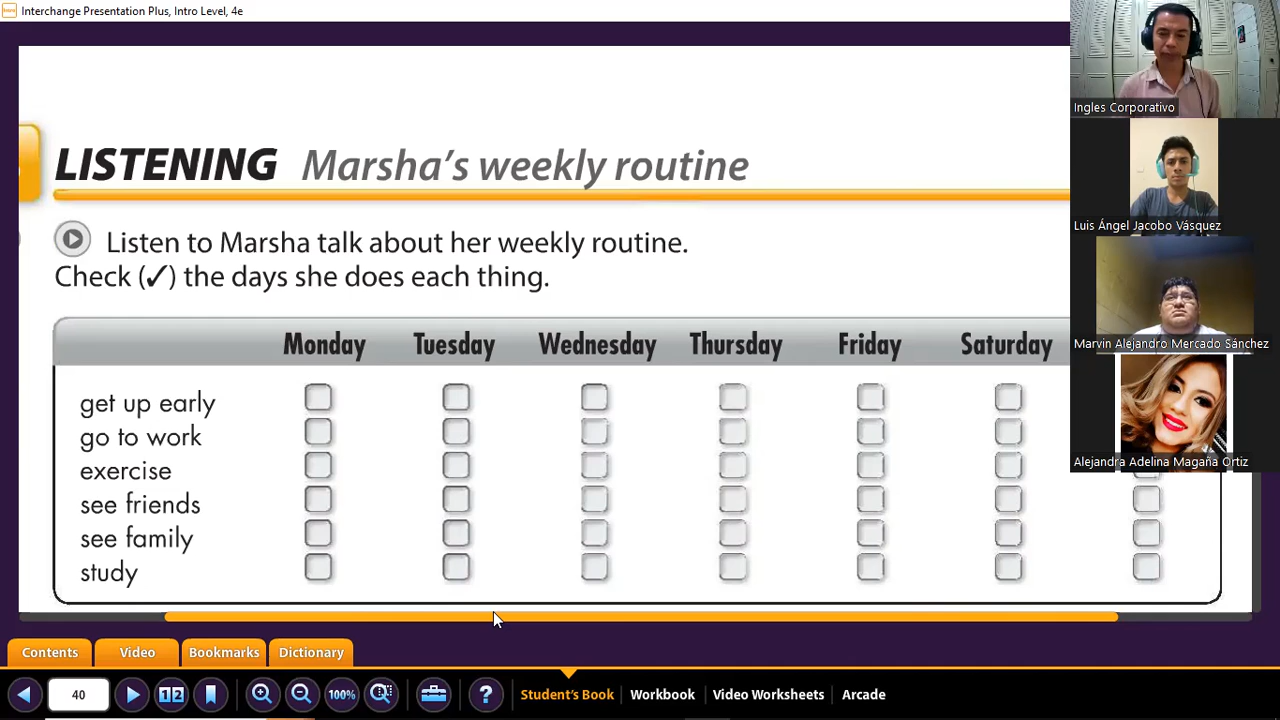 Interchange Presentation Plus, Intro Level, 4e
Ingles Corporativo
LISTENING Marsha's weekly routine
Luis Ángel Jacobo Vásquez
Listen to Marsha talk about her weekly routine.
Check (✓) the days she does each thing.
Monday Tuesday Wednesday Thursday Friday Saturday
Marvin Alejandro Mercado Sánchez
get up early
go to work
Alejandra Adelina Magaña Ortiz
exercise
see friends
see family
study
Contents Video Bookmarks Dictionary
40 1 2 100% ? Student's Book Workbook Video Worksheets Arcade